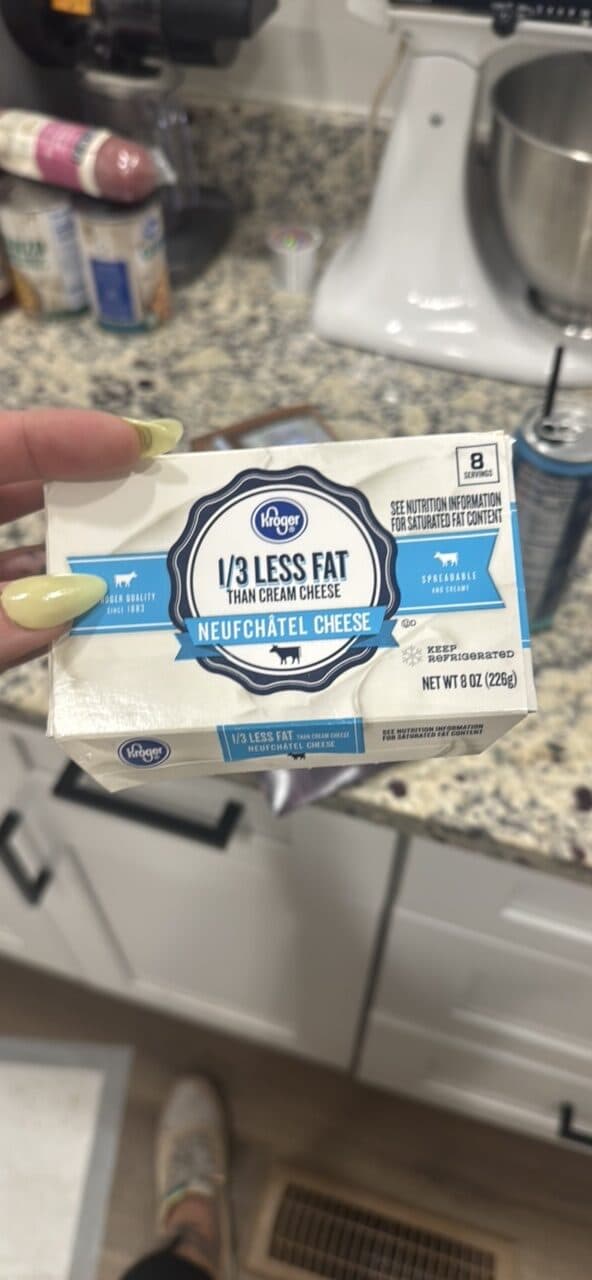 8
SERVINGS
SEE NUTRITION INFORMATION
FOR SATURATED FAT CONTENT
Kroger
1/3 LESS FAT
THAN CREAM CHEESE
NEUFCHÂTEL CHEESE
QUALITY
SINCE 1883
SPREADABLE
AND CREAMY
KEEP
REFRIGERATED
NET WT 8 OZ (226g)
Kroger
1/3 LESS FAT THAN CREAM CHEESE
NEUFCHÂTEL CHEESE
SEE NUTRITION INFORMATION
FOR SATURATED FAT CONTENT